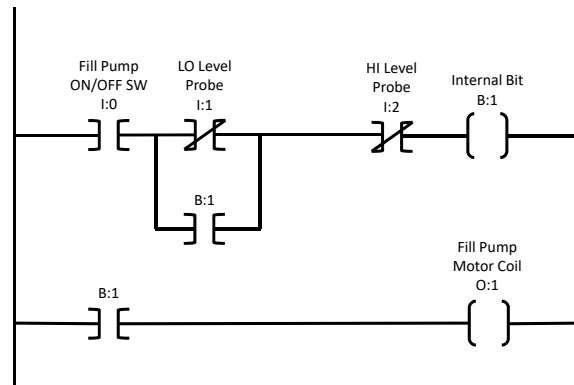 Fill Pump
ON/OFF SW
I:0
LO Level
Probe
I:1
HI Level
Probe
I:2
Internal Bit
B:1
B:1
B:1
Fill Pump
Motor Coil
O:1